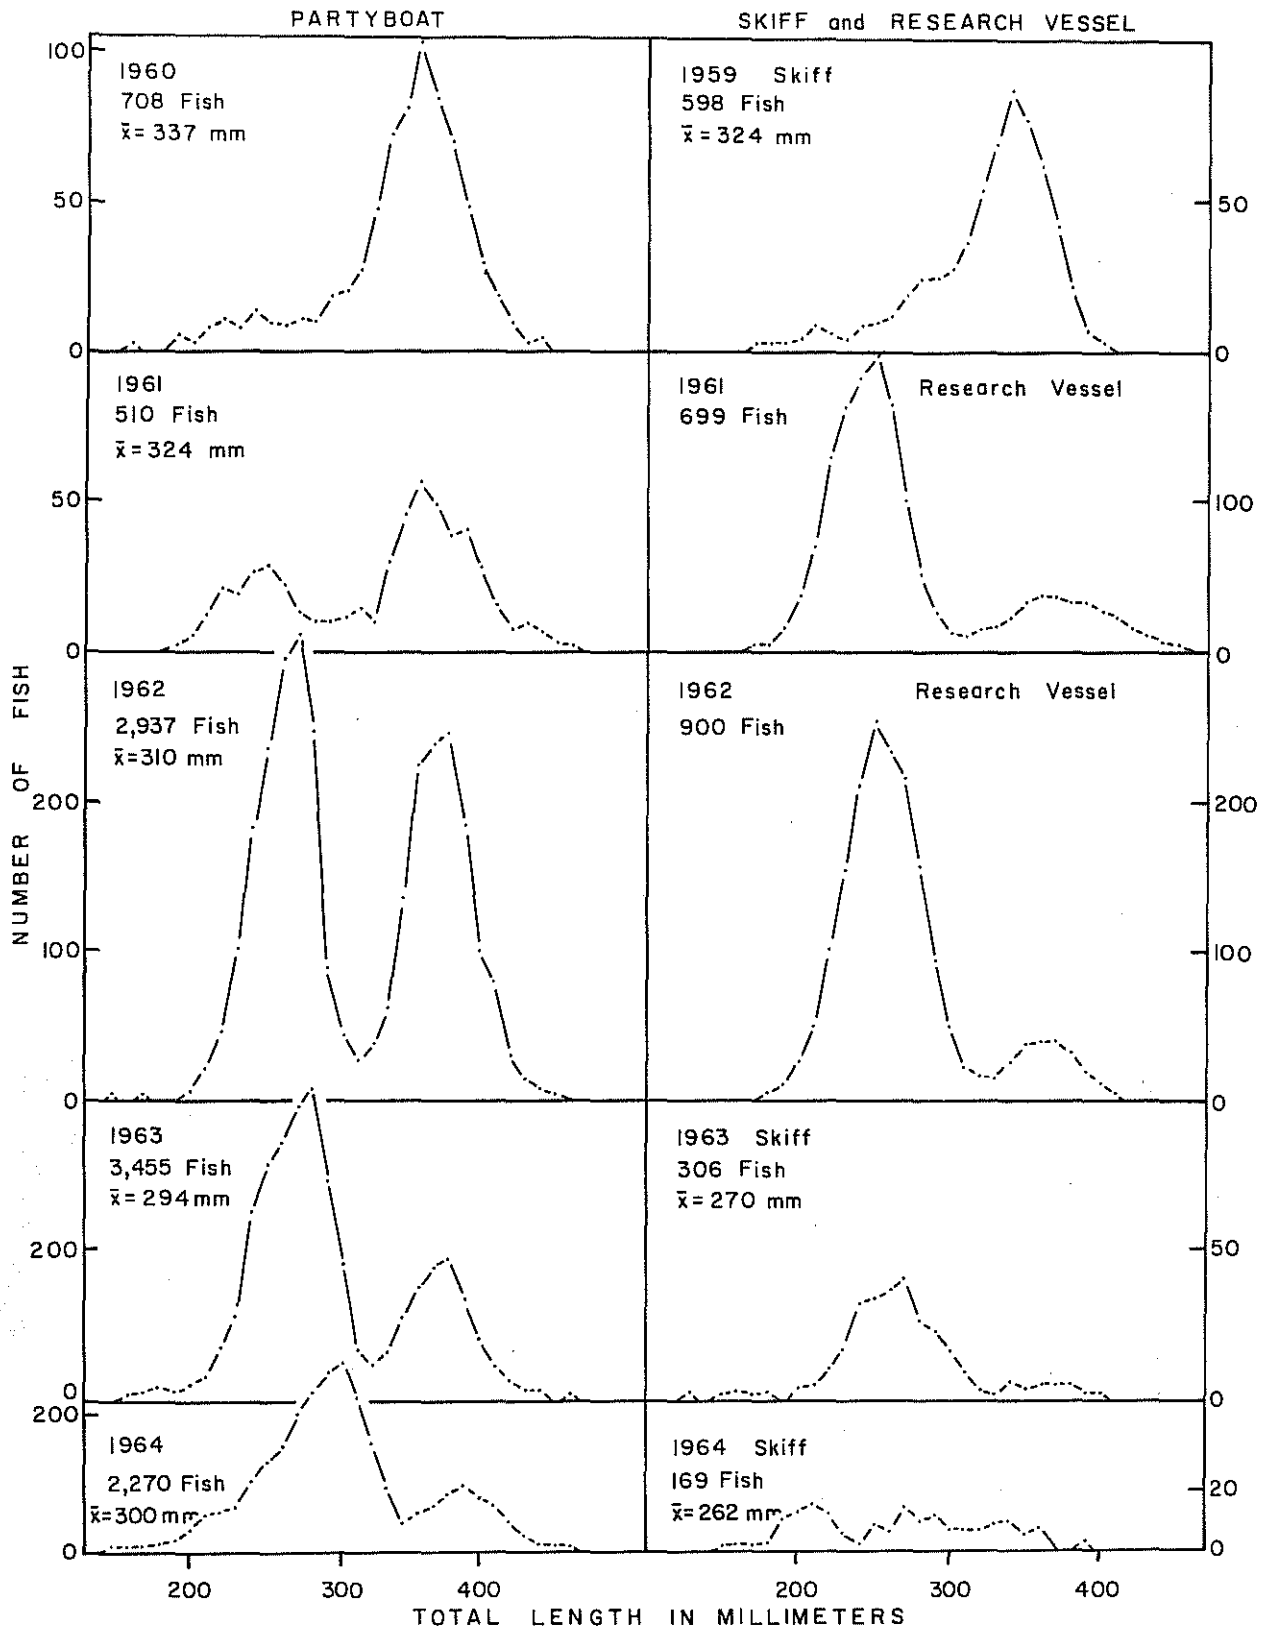 PARTYBOAT
SKIFF and RESEARCH VESSEL
100
50
0
1960
708 Fish
x̄= 337 mm
1959 Skiff
598 Fish
x̄= 324 mm
50
0
50
0
1961
510 Fish
x̄= 324 mm
1961 Research Vessel
699 Fish
100
0
NUMBER OF FISH
200
100
0
1962
2,937 Fish
x̄=310 mm
1962 Research Vessel
900 Fish
200
100
0
200
0
1963
3,455 Fish
x̄= 294mm
1963 Skiff
306 Fish
x̄= 270 mm
50
0
200
0
1964
2,270 Fish
x̄=300mm
1964 Skiff
169 Fish
x̄=262 mm
20
0
200 300 400
200 300 400
TOTAL LENGTH IN MILLIMETERS